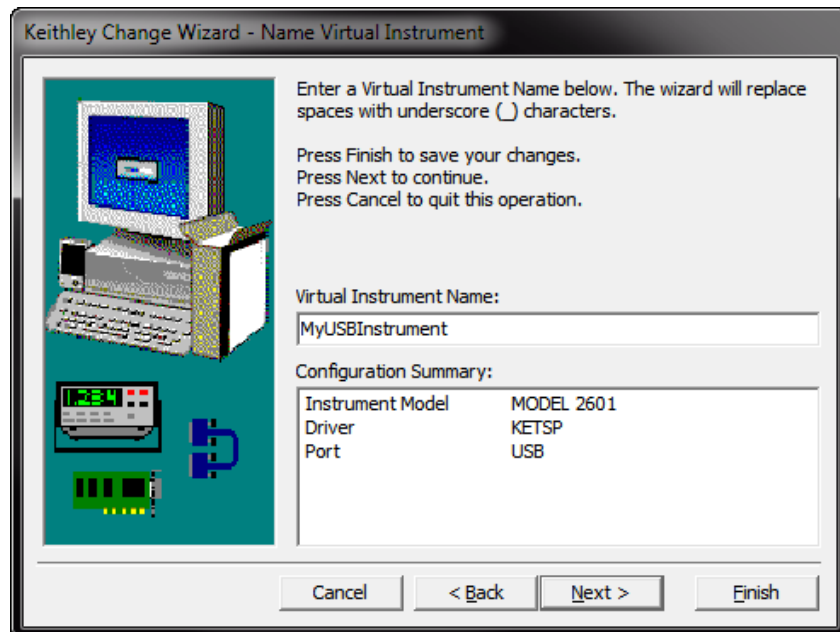 Keithley Change Wizard - Name Virtual Instrument
Enter a Virtual Instrument Name below. The wizard will replace
spaces with underscore (_) characters.
Press Finish to save your changes.
Press Next to continue.
Press Cancel to quit this operation.
Virtual Instrument Name:
MyUSBInstrument
Configuration Summary:
Instrument Model MODEL 2601
Driver KETSP
Port USB
1.234
Cancel < Back Next > Finish